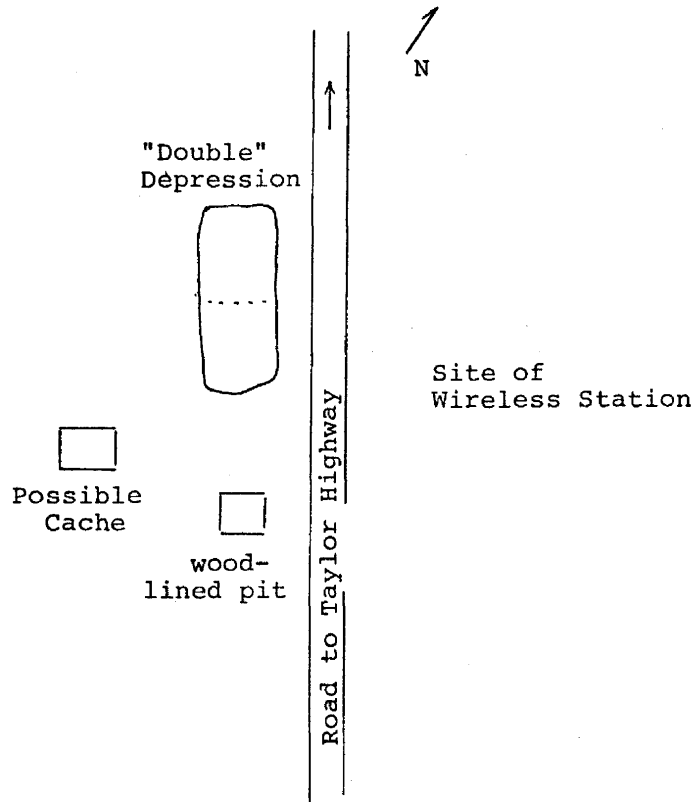 N
"Double"
Depression
Site of
Wireless Station
Possible
Cache
wood-
lined pit
Road to Taylor Highway